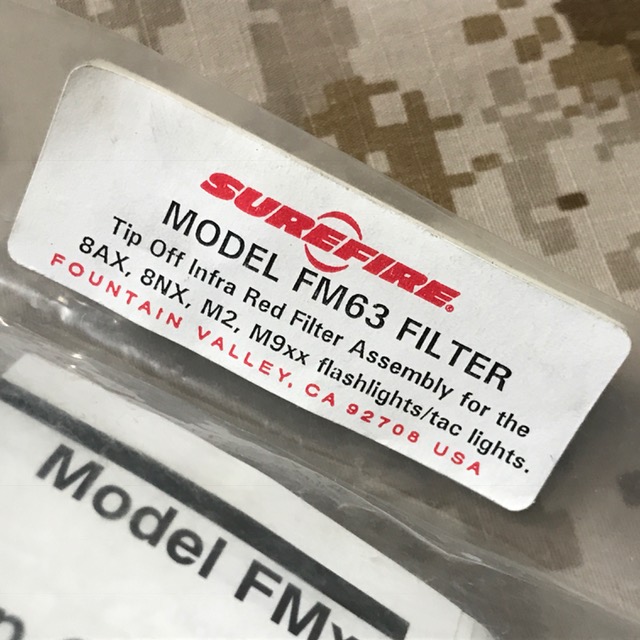 SUREFIRE®
MODEL FM63 FILTER
Tip Off Infra Red Filter Assembly for the
8AX, 8NX, M2, M9xx flashlights/tac lights.
FOUNTAIN VALLEY, CA 92708 USA
Model FMx